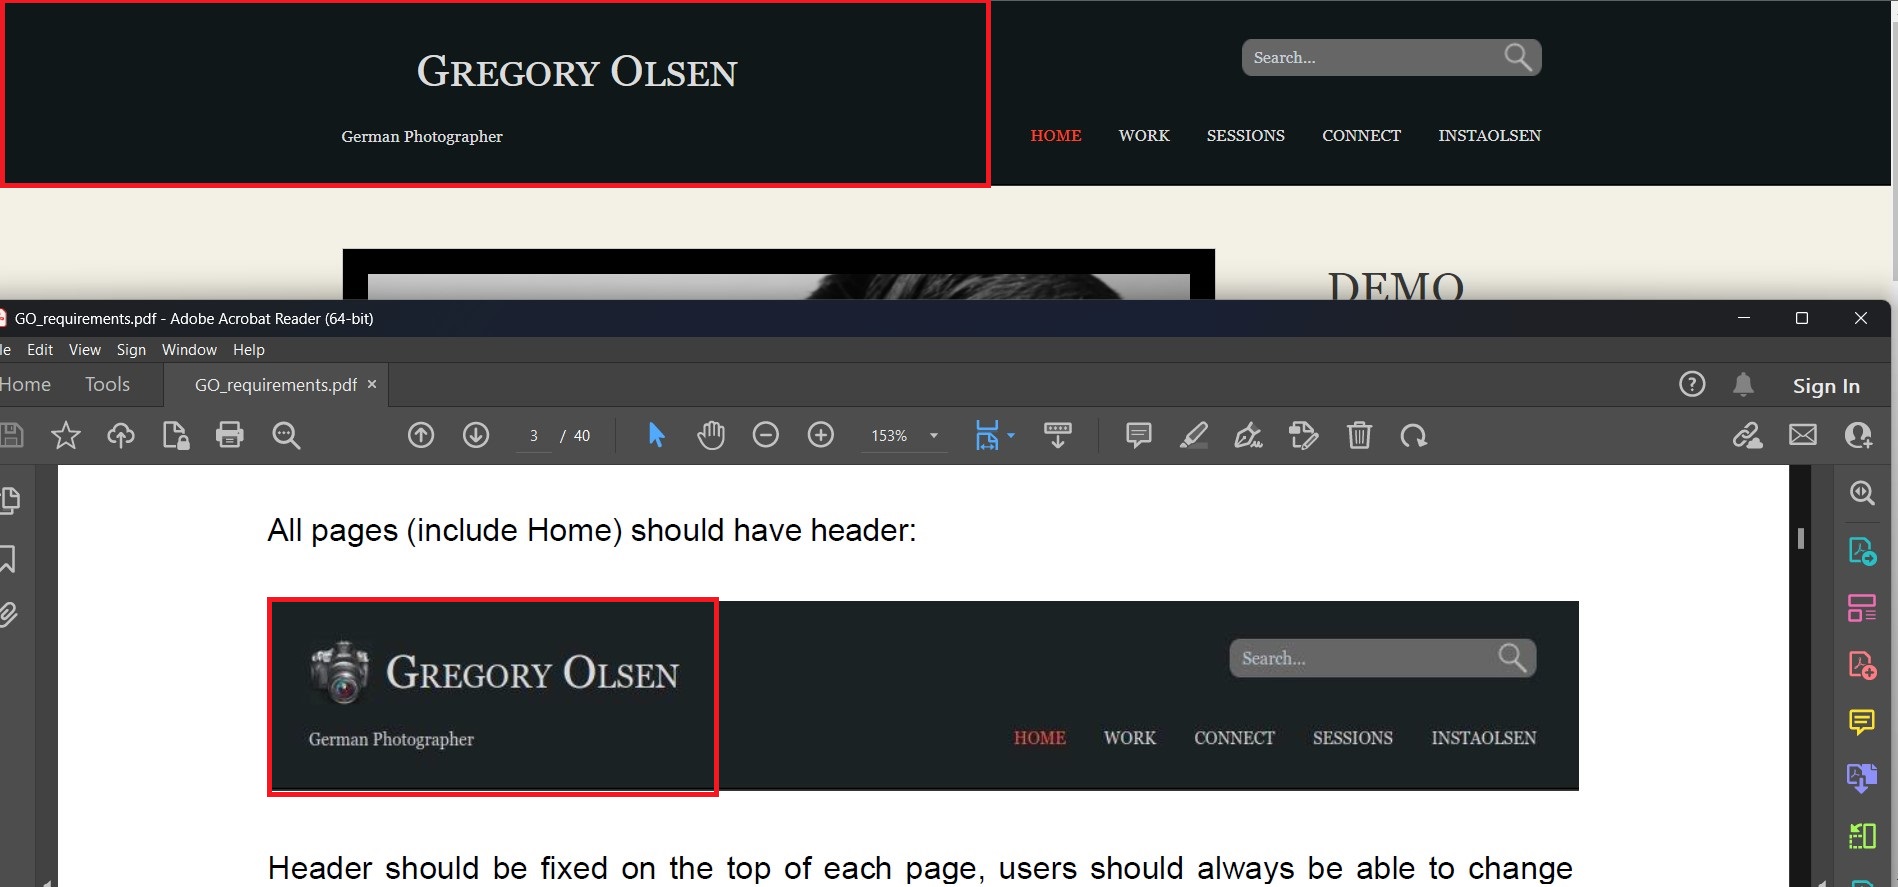 GREGORY OLSEN
Search...
German Photographer
HOME WORK SESSIONS CONNECT INSTAOLSEN
DEMO
GO_requirements.pdf - Adobe Acrobat Reader (64-bit)
le Edit View Sign Window Help
Home Tools GO_requirements.pdf × Sign In
3 / 40 153%
All pages (include Home) should have header:
GREGORY OLSEN
Search...
German Photographer
HOME WORK CONNECT SESSIONS INSTAOLSEN
Header should be fixed on the top of each page, users should always be able to change